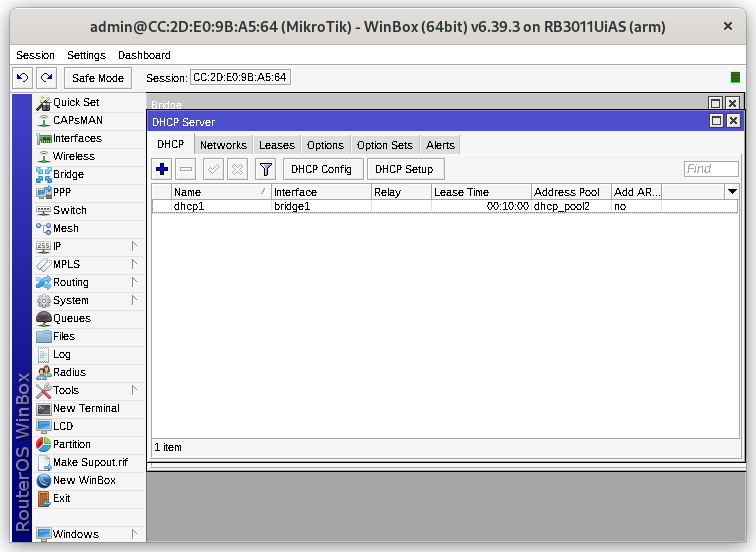 admin@CC:2D:E0:9B:A5:64 (MikroTik) - WinBox (64bit) v6.39.3 on RB3011UiAS (arm)
Session Settings Dashboard
Safe Mode Session: CC:2D:E0:9B:A5:64
Quick Set
CAPsMAN
Interfaces
Wireless
Bridge
PPP
Switch
Mesh
IP
MPLS
Routing
System
Queues
Files
Log
Radius
Tools
New Terminal
LCD
Partition
Make Supout.rif
New WinBox
Exit
Windows
RouterOS WinBox
Bridge
DHCP Server
DHCP Networks Leases Options Option Sets Alerts
DHCP Config DHCP Setup Find
Name Interface Relay Lease Time Address Pool Add AR...
dhcp1 bridge1 00:10:00 dhcp_pool2 no
1 item